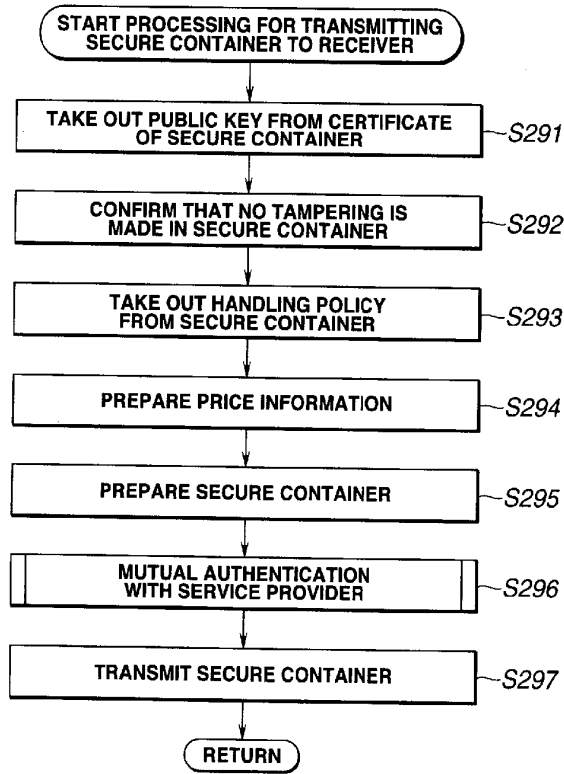 START PROCESSING FOR TRANSMITTING
SECURE CONTAINER TO RECEIVER
TAKE OUT PUBLIC KEY FROM CERTIFICATE
OF SECURE CONTAINER
S291
CONFIRM THAT NO TAMPERING IS
MADE IN SECURE CONTAINER
S292
TAKE OUT HANDLING POLICY
FROM SECURE CONTAINER
S293
PREPARE PRICE INFORMATION
S294
PREPARE SECURE CONTAINER
S295
MUTUAL AUTHENTICATION
WITH SERVICE PROVIDER
S296
TRANSMIT SECURE CONTAINER
S297
RETURN